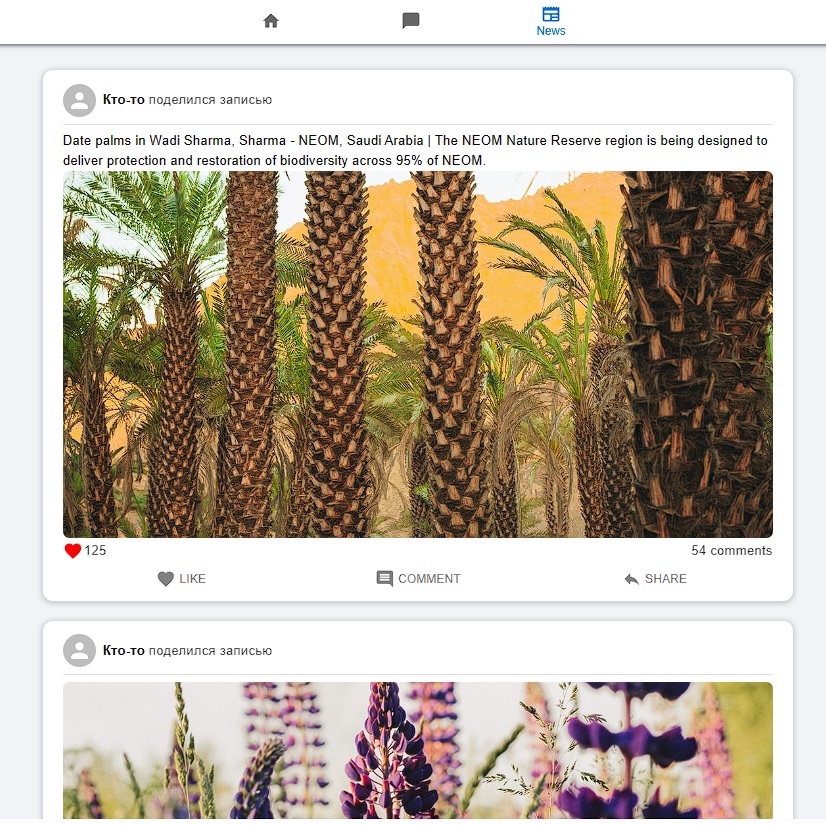 News
Кто-то поделился записью
Date palms in Wadi Sharma, Sharma - NEOM, Saudi Arabia | The NEOM Nature Reserve region is being designed to
deliver protection and restoration of biodiversity across 95% of NEOM.
125
54 comments
LIKE
COMMENT
SHARE
Кто-то поделился записью